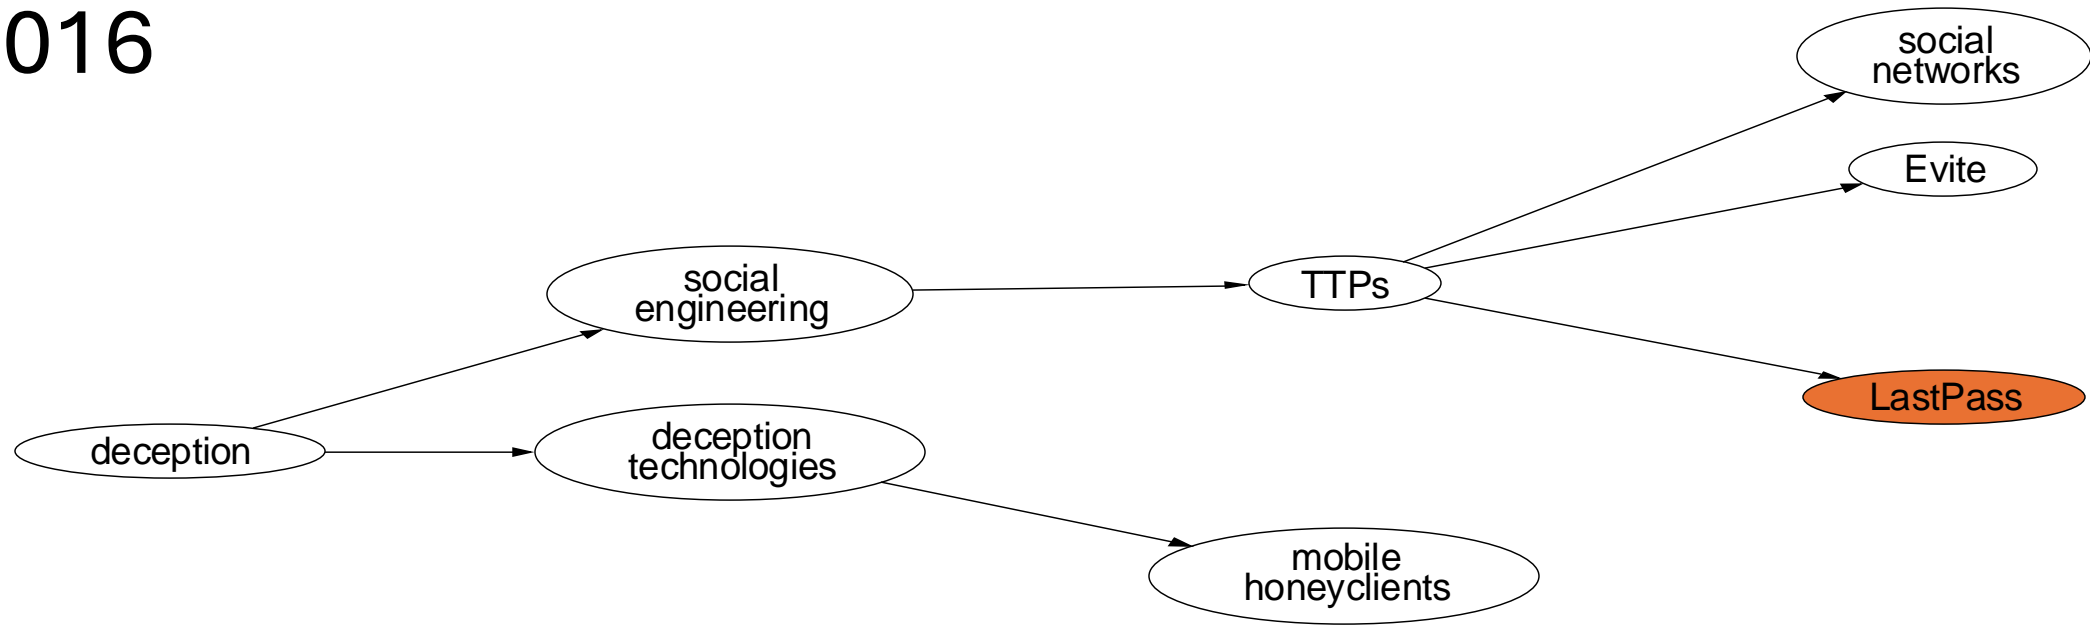 016
social
networks
Evite
social
engineering
TTPs
LastPass
deception
deception
technologies
mobile
honeyclients